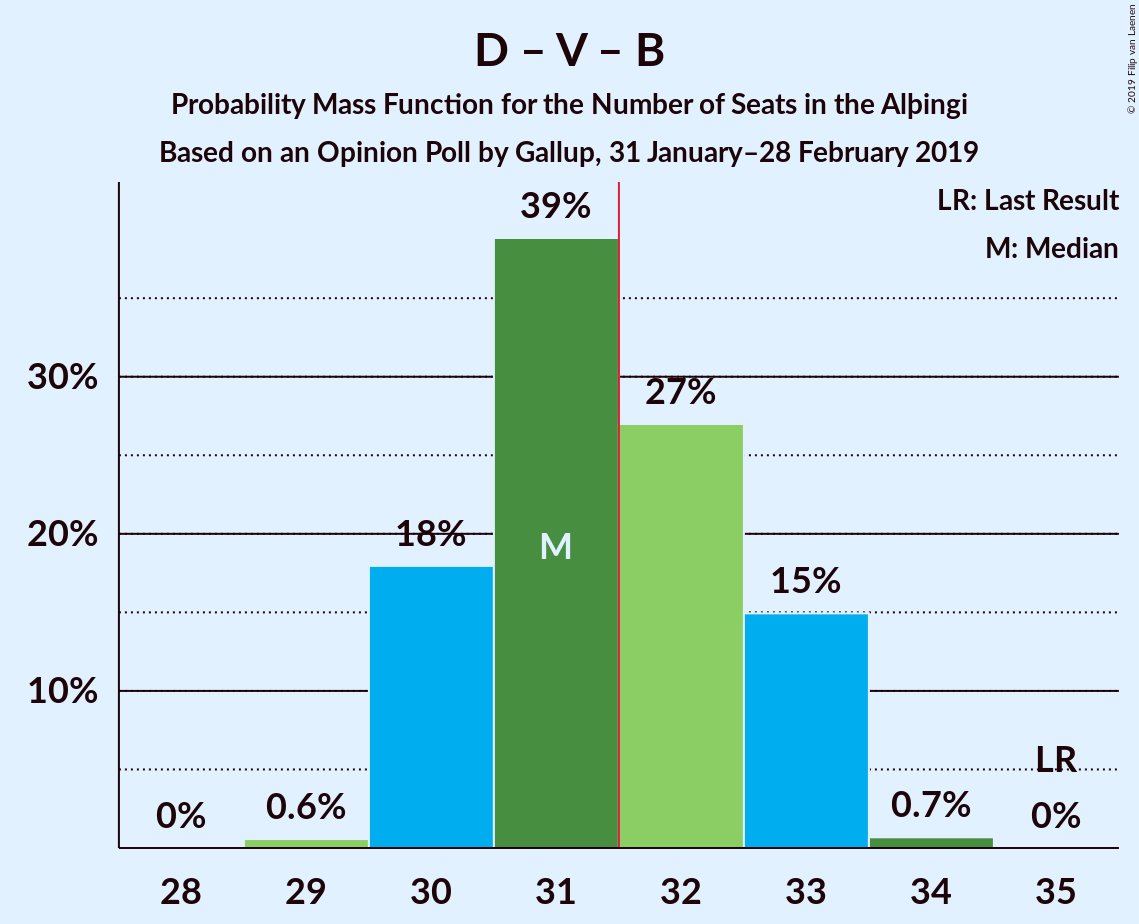 D – V – B
Probability Mass Function for the Number of Seats in the Alþingi
Based on an Opinion Poll by Gallup, 31 January–28 February 2019
© 2019 Filip van Laenen
LR: Last Result
M: Median
39%
30%
27%
20%
18%
M
15%
10%
LR
0%
0.6%
0.7%
0%
28 29 30 31 32 33 34 35